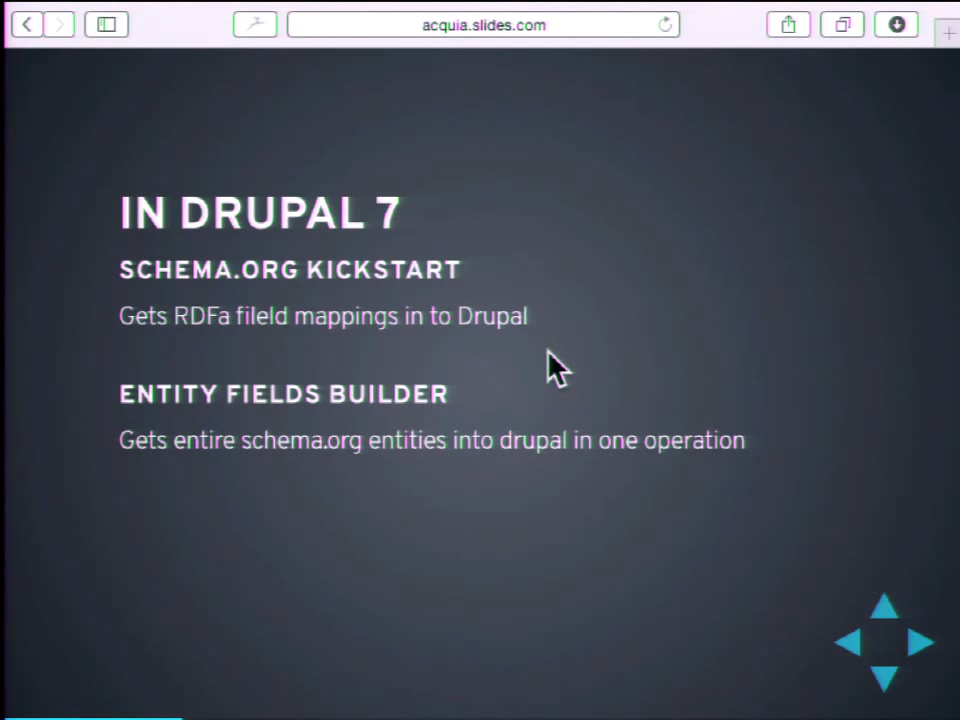 acquia.slides.com
IN DRUPAL 7
SCHEMA.ORG KICKSTART
Gets RDFa fileld mappings in to Drupal
ENTITY FIELDS BUILDER
Gets entire schema.org entities into drupal in one operation